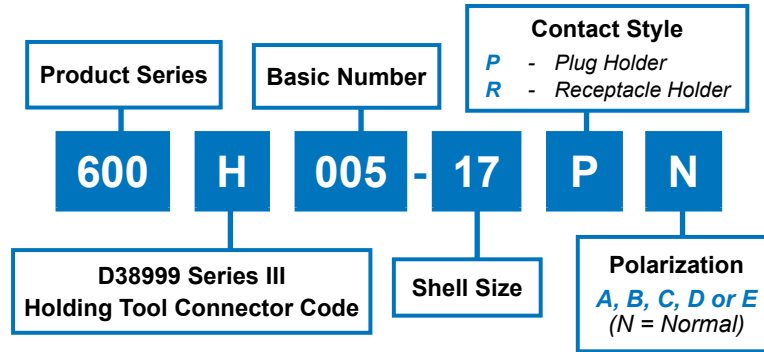 Contact Style
P - Plug Holder
R - Receptacle Holder
Product Series
Basic Number
600 H 005 - 17 P N
D38999 Series III
Holding Tool Connector Code
Shell Size
Polarization
A, B, C, D or E
(N = Normal)